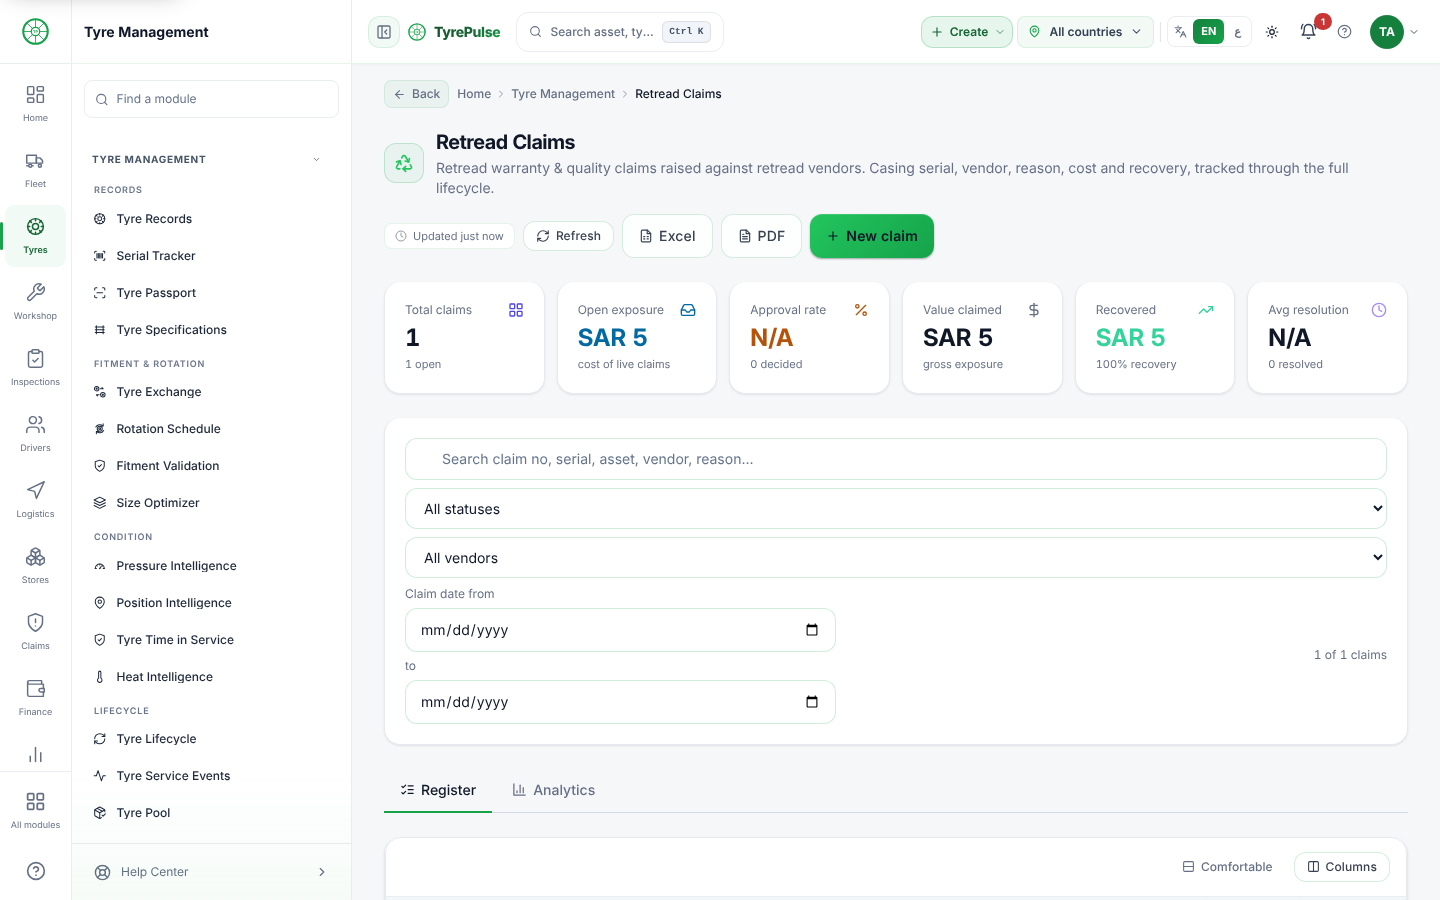 Tyre Management
TyrePulse
Search asset, ty...
Ctrl K
Create
All countries
EN
ع
1
TA
Home
Fleet
Tyres
Workshop
Inspections
Drivers
Logistics
Stores
Claims
Finance
All modules
Find a module
TYRE MANAGEMENT
RECORDS
Tyre Records
Serial Tracker
Tyre Passport
Tyre Specifications
FITMENT & ROTATION
Tyre Exchange
Rotation Schedule
Fitment Validation
Size Optimizer
CONDITION
Pressure Intelligence
Position Intelligence
Tyre Time in Service
Heat Intelligence
LIFECYCLE
Tyre Lifecycle
Tyre Service Events
Tyre Pool
Help Center
Back
Home
Tyre Management
Retread Claims
Retread Claims
Retread warranty & quality claims raised against retread vendors. Casing serial, vendor, reason, cost and recovery, tracked through the full
lifecycle.
Updated just now
Refresh
Excel
PDF
New claim
Total claims
1
1 open
Open exposure
SAR 5
cost of live claims
Approval rate
N/A
0 decided
Value claimed
SAR 5
gross exposure
Recovered
SAR 5
100% recovery
Avg resolution
N/A
0 resolved
Search claim no, serial, asset, vendor, reason...
All statuses
All vendors
Claim date from
mm/dd/yyyy
to
mm/dd/yyyy
1 of 1 claims
Register
Analytics
Comfortable
Columns